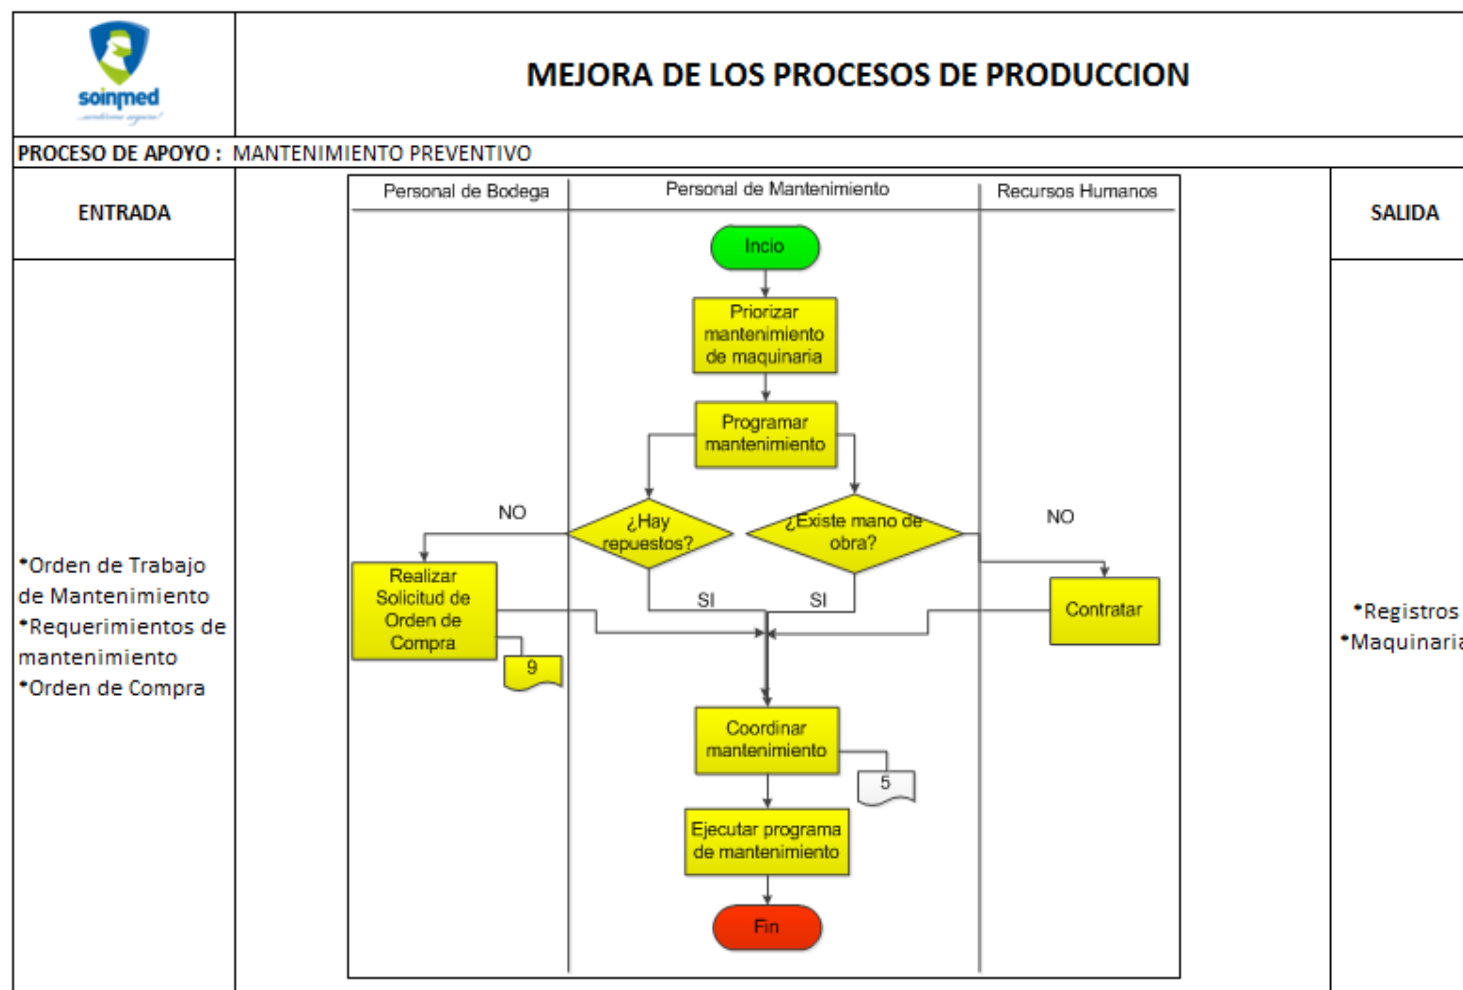 soinmed
MEJORA DE LOS PROCESOS DE PRODUCCION
PROCESO DE APOYO : MANTENIMIENTO PREVENTIVO
ENTRADA
*Orden de Trabajo
de Mantenimiento
*Requerimientos de
mantenimiento
*Orden de Compra
Personal de Bodega
Personal de Mantenimiento
Recursos Humanos
Incio
Priorizar
mantenimiento
de maquinaria
Programar
mantenimiento
NO
¿Hay
repuestos?
¿Existe mano de
obra?
NO
Realizar
Solicitud de
Orden de
Compra
9
SI
SI
Contratar
Coordinar
mantenimiento
5
Ejecutar programa
de mantenimiento
Fin
SALIDA
*Registros
*Maquinaria